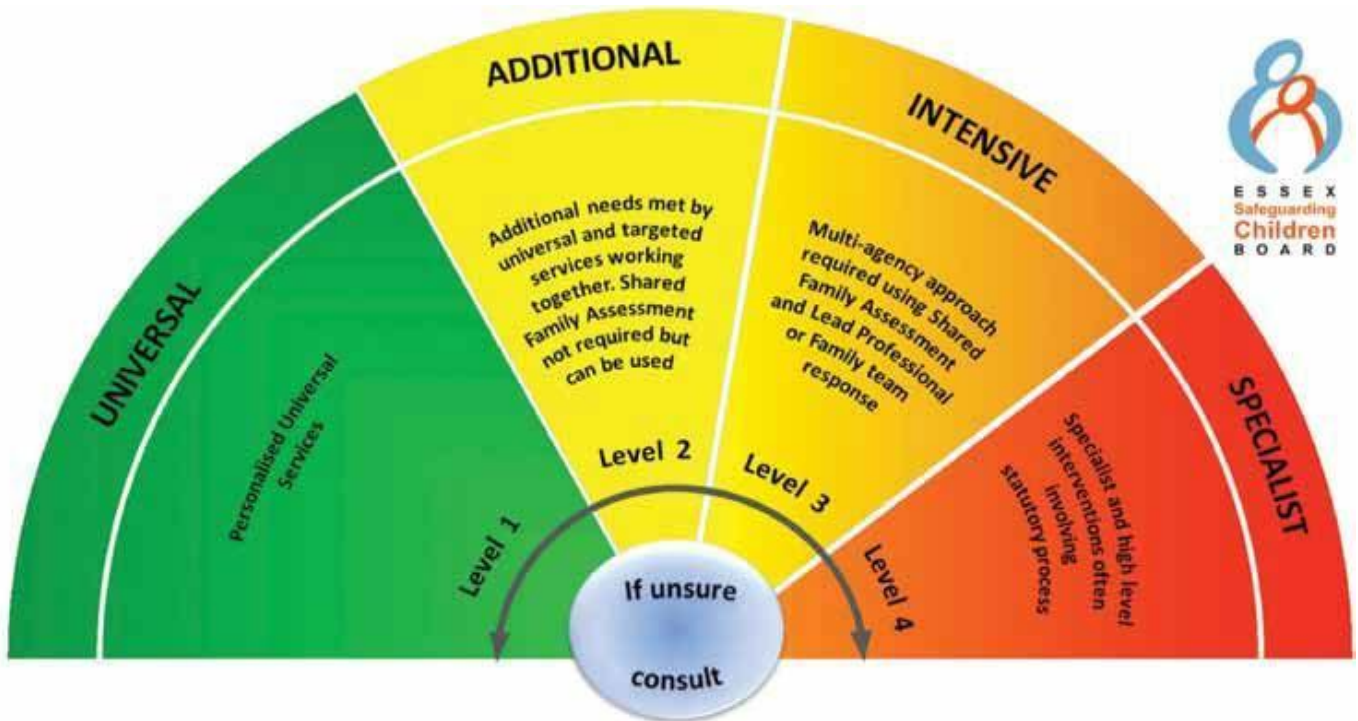 UNIVERSAL
Personalised Universal
Services
Level 1
ADDITIONAL
Additional needs met by
universal and targeted
services working
together. Shared
Family Assessment
not required but
can be used
Level 2
INTENSIVE
Multi-agency approach
required using Shared
Family Assessment
and Lead Professional
or Family team
response
Level 3
SPECIALIST
Specialist and high level
interventions often
involving
statutory process
Level 4
If unsure
consult
ESSEX
Safeguarding
Children
BOARD